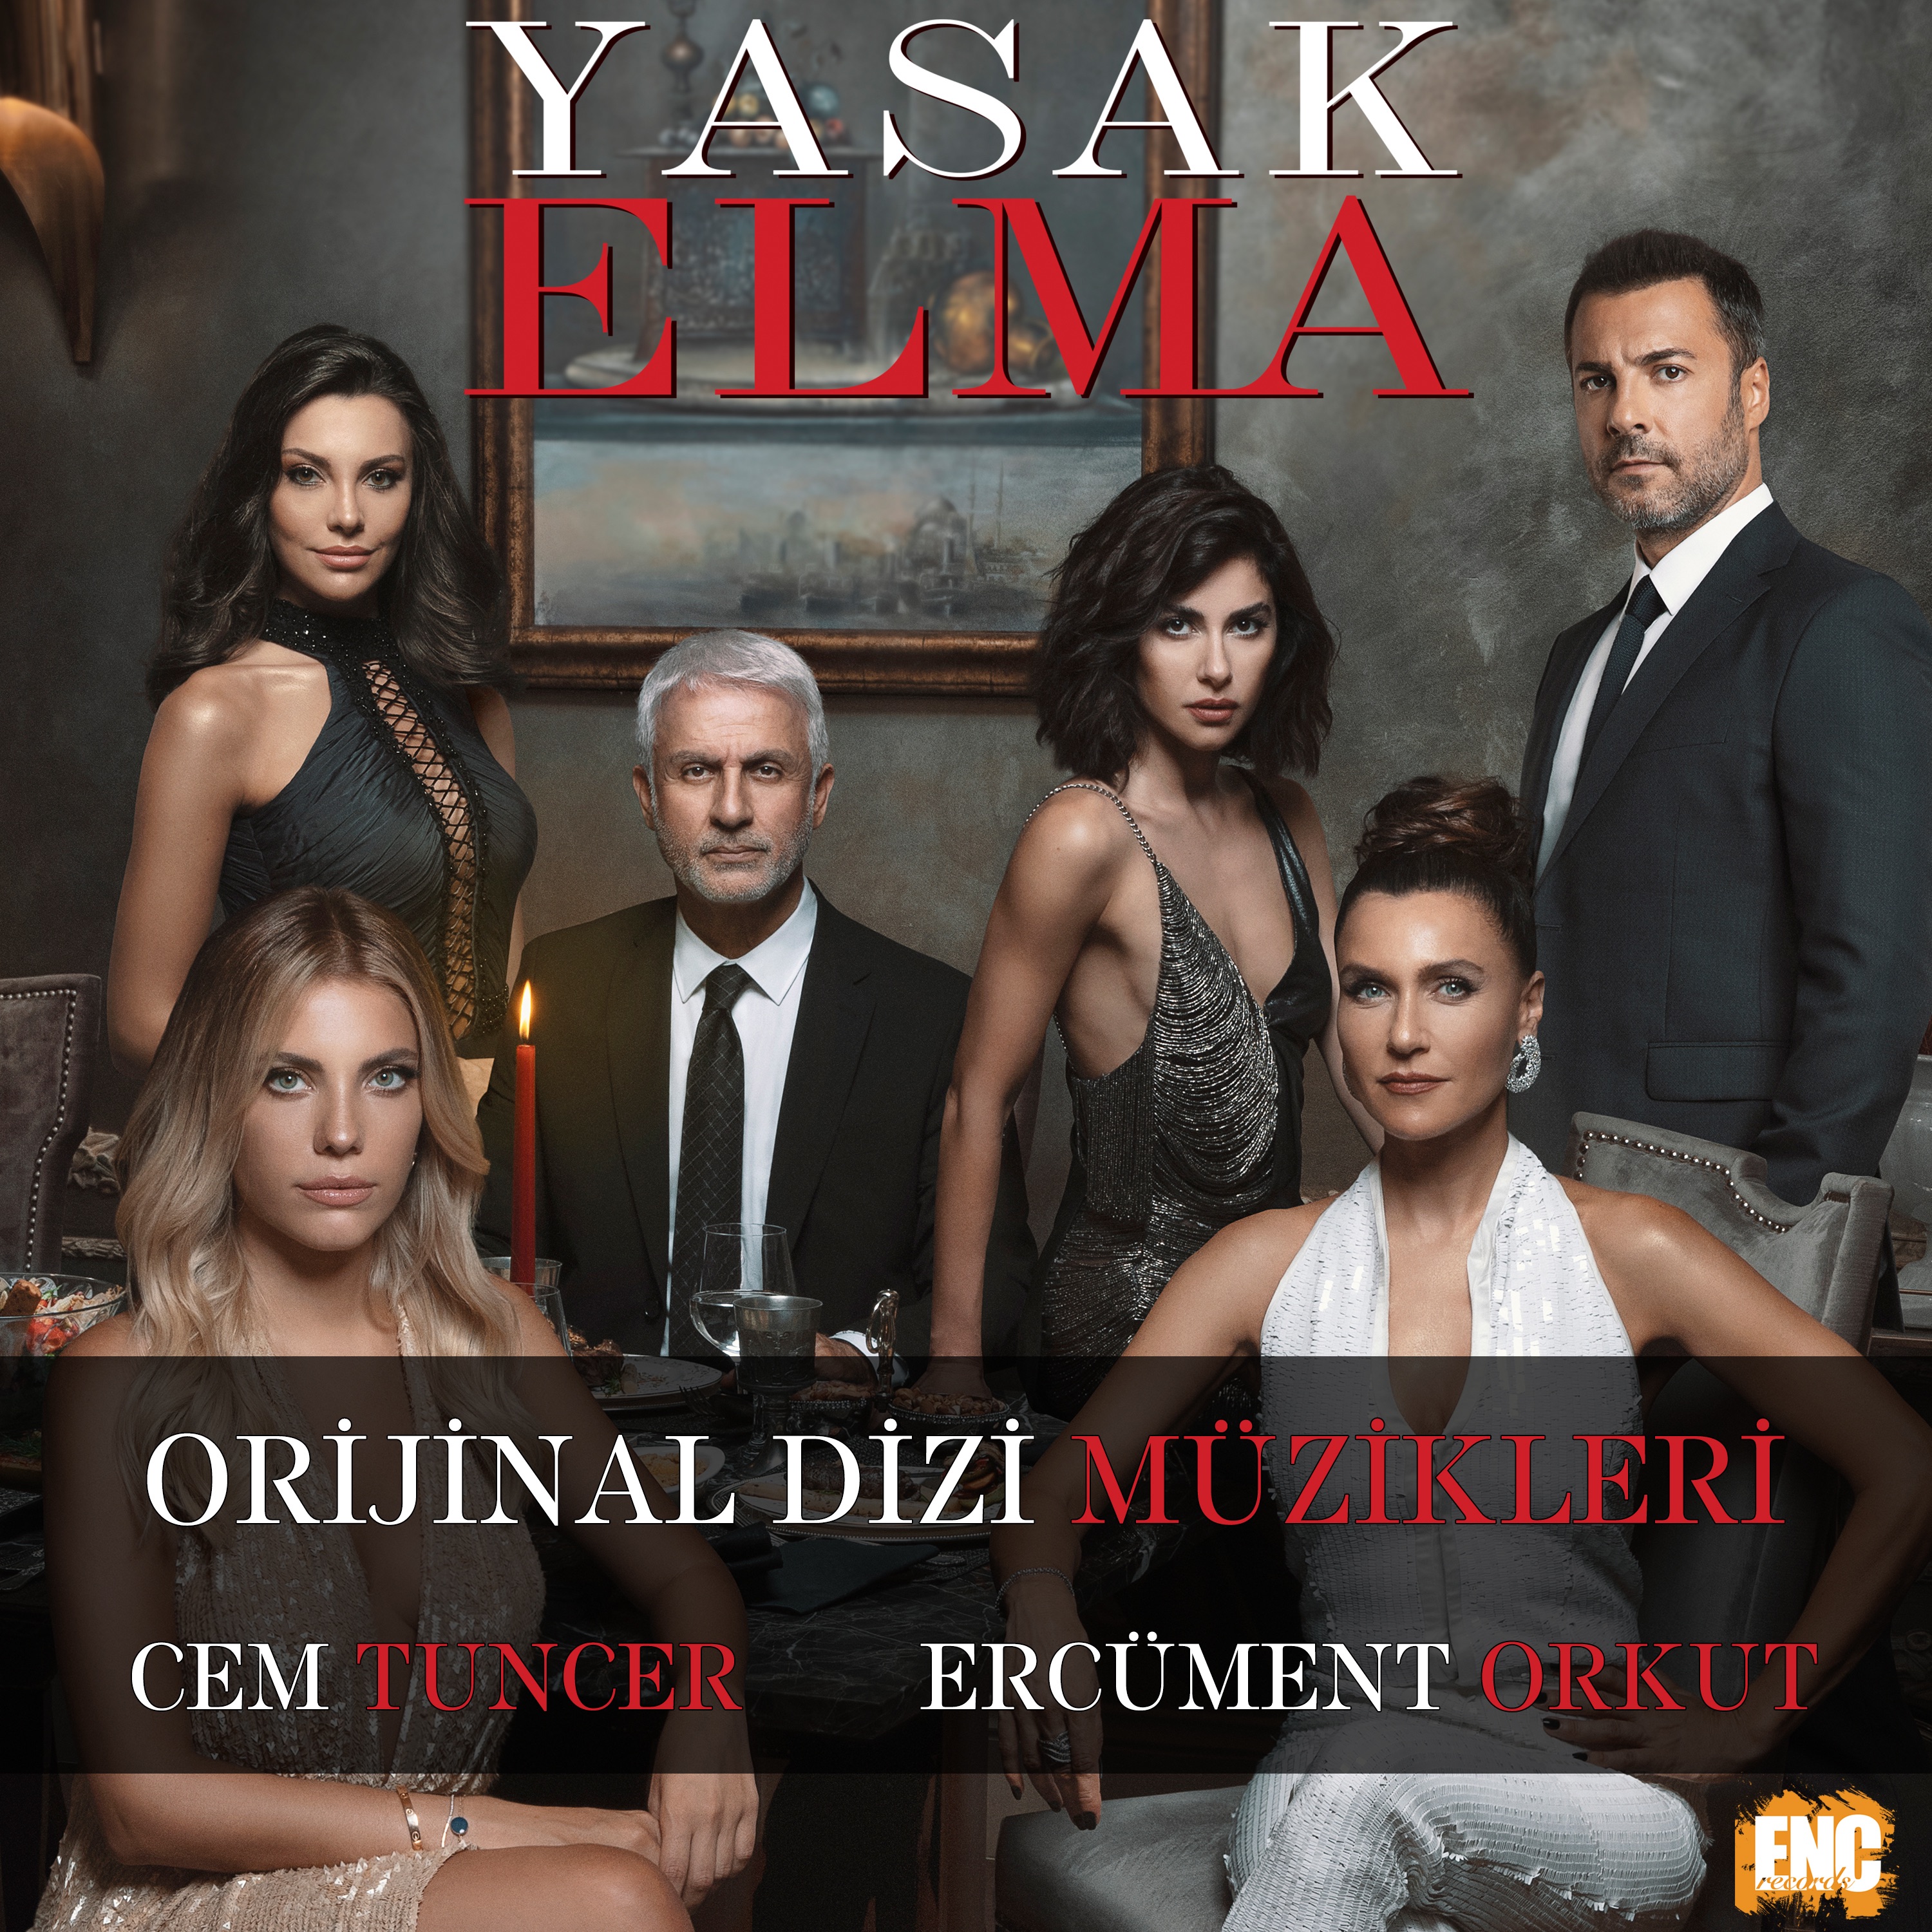 YASAK
ELMA
ORİJİNAL DİZİ MÜZİKLERİ
CEM TUNCER ERCÜMENT ORKUT
ENC
records